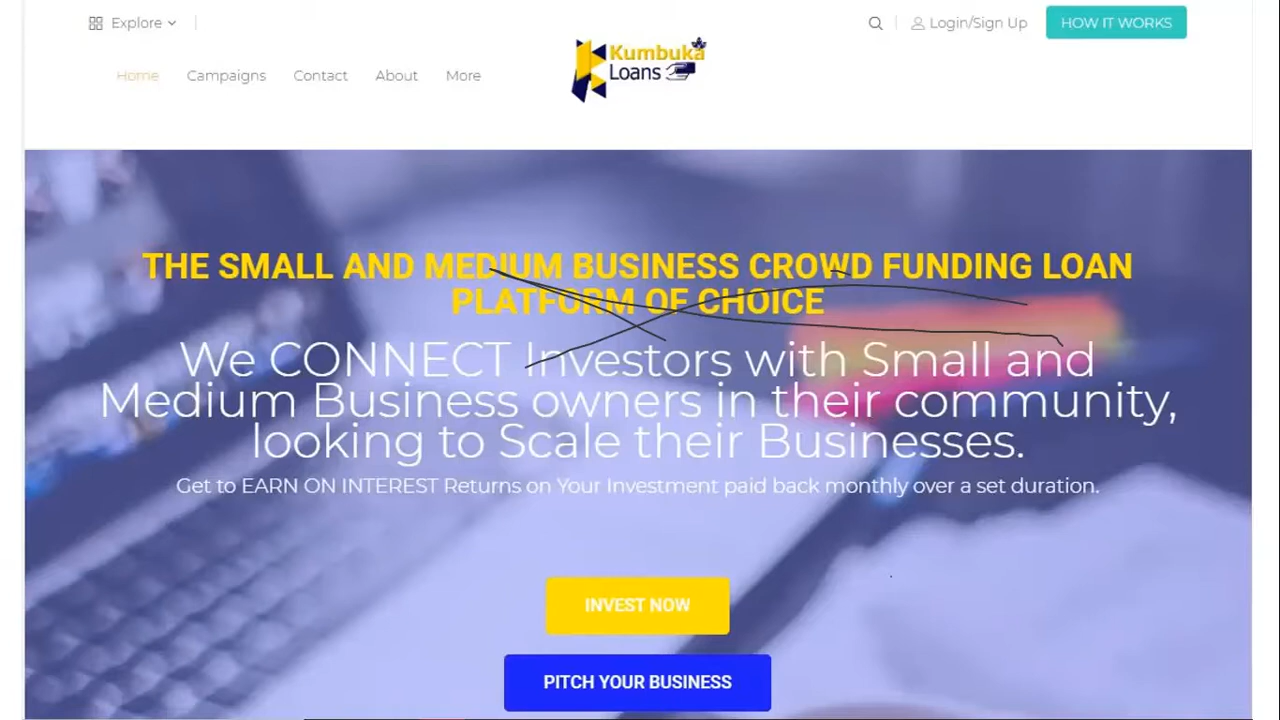 Explore
Login/Sign Up
HOW IT WORKS
Home
Campaigns
Contact
About
More
Kumbuka
Loans
THE SMALL AND MEDIUM BUSINESS CROWD FUNDING LOAN
PLATFORM OF CHOICE
We CONNECT Investors with Small and
Medium Business owners in their community,
looking to Scale their Businesses.
Get to EARN ON INTEREST Returns on Your Investment paid back monthly over a set duration.
INVEST NOW
PITCH YOUR BUSINESS